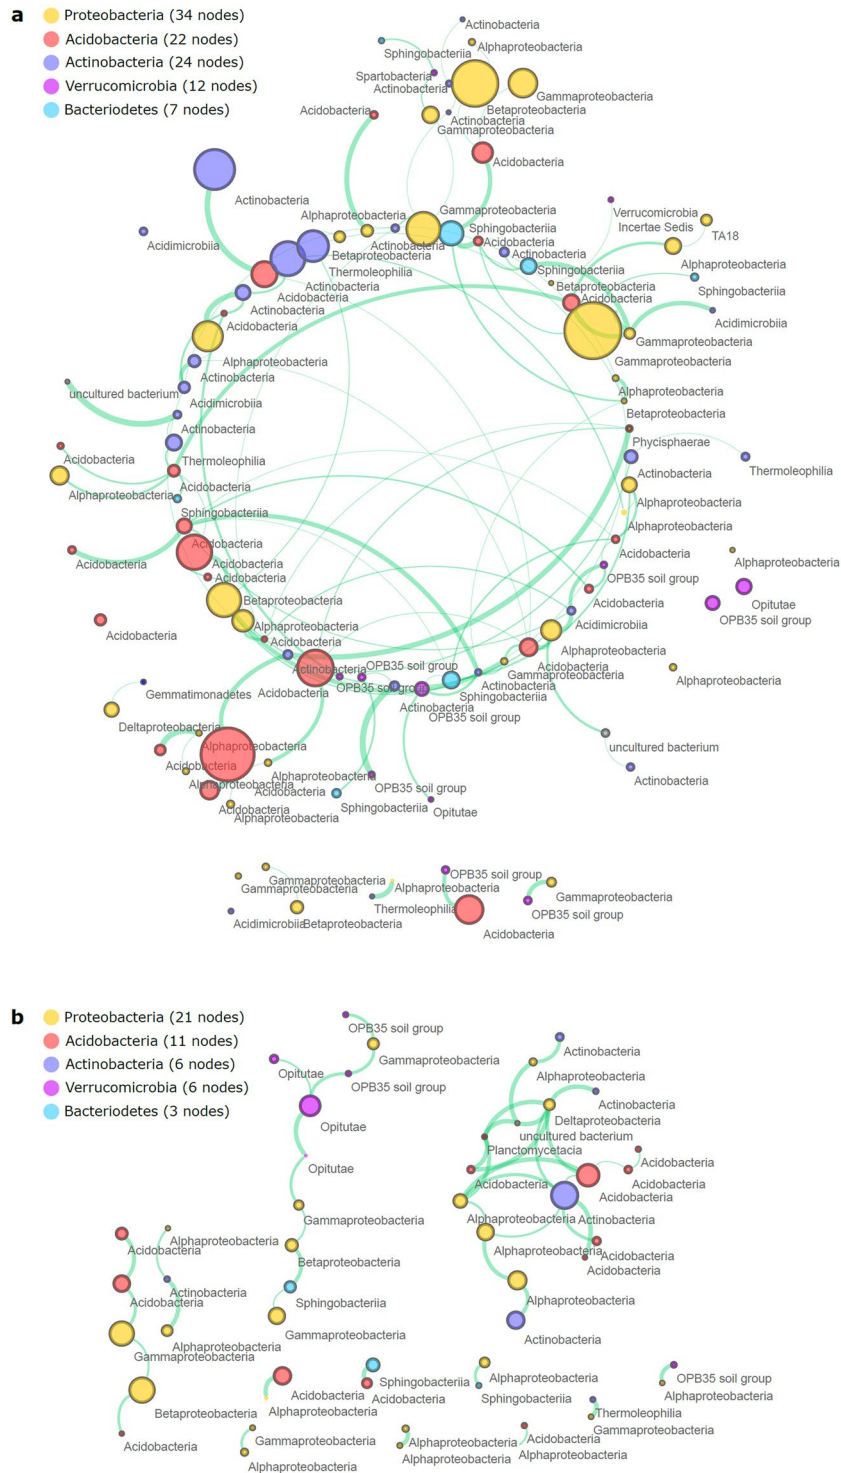 a
Proteobacteria (34 nodes)
Acidobacteria (22 nodes)
Actinobacteria (24 nodes)
Verrucomicrobia (12 nodes)
Bacteriodetes (7 nodes)
Actinobacteria
Sphingobacteriia
Alphaproteobacteria
Spartobacteria
Actinobacteria
Gammaproteobacteria
Acidobacteria
Betaproteobacteria
Actinobacteria
Gammaproteobacteria
Acidobacteria
Actinobacteria
Alphaproteobacteria
Gammaproteobacteria
Verrucomicrobia
Incertae Sedis
TA18
Acidimicrobiia
Actinobacteria
Sphingobacteriia
Acidobacteria
Betaproteobacteria
Actinobacteria
Alphaproteobacteria
Thermoleophilia
Sphingobacteriia
Sphingobacteriia
Actinobacteria
Betaproteobacteria
Acidobacteria
Acidobacteria
Actinobacteria
Acidimicrobiia
Acidobacteria
Gammaproteobacteria
Alphaproteobacteria
Gammaproteobacteria
Actinobacteria
uncultured bacterium
Alphaproteobacteria
Acidimicrobiia
Betaproteobacteria
Actinobacteria
Phycisphaerae
Acidobacteria
Thermoleophilia
Actinobacteria
Thermoleophilia
Alphaproteobacteria
Acidobacteria
Alphaproteobacteria
Sphingobacteriia
Alphaproteobacteria
Acidobacteria
Acidobacteria
Acidobacteria
Acidobacteria
Alphaproteobacteria
Acidobacteria
OPB35 soil group
Betaproteobacteria
Acidobacteria
Opitutae
OPB35 soil group
Acidobacteria
Alphaproteobacteria
Acidimicrobiia
Acidobacteria
Alphaproteobacteria
Actinobacteria
OPB35 soil group
Acidobacteria
Gammaproteobacteria
Alphaproteobacteria
Gemmatimonadetes
Acidobacteria
OPB35 soil group
Actinobacteria
Sphingobacteriia
Actinobacteria
OPB35 soil group
Deltaproteobacteria
Alphaproteobacteria
uncultured bacterium
Acidobacteria
Alphaproteobacteria
Actinobacteria
Alphaproteobacteria
Acidobacteria
OPB35 soil group
Acidobacteria
Sphingobacteriia
Opitutae
Alphaproteobacteria
Gammaproteobacteria
OPB35 soil group
Gammaproteobacteria
Alphaproteobacteria
Gammaproteobacteria
Thermoleophilia
OPB35 soil group
Acidimicrobiia
Betaproteobacteria
Acidobacteria
b
Proteobacteria (21 nodes)
Acidobacteria (11 nodes)
Actinobacteria (6 nodes)
Verrucomicrobia (6 nodes)
Bacteriodetes (3 nodes)
OPB35 soil group
Gammaproteobacteria
Actinobacteria
Opitutae
Alphaproteobacteria
OPB35 soil group
Actinobacteria
Opitutae
Deltaproteobacteria
uncultured bacterium
Planctomycetacia
Opitutae
Acidobacteria
Acidobacteria
Acidobacteria
Acidobacteria
Gammaproteobacteria
Alphaproteobacteria
Actinobacteria
Alphaproteobacteria
Acidobacteria
Alphaproteobacteria
Acidobacteria
Betaproteobacteria
Acidobacteria
Actinobacteria
Acidobacteria
Sphingobacteriia
Alphaproteobacteria
Gammaproteobacteria
Actinobacteria
Alphaproteobacteria
Gammaproteobacteria
Sphingobacteriia
Alphaproteobacteria
OPB35 soil group
Acidobacteria
Acidobacteria
Sphingobacteriia
Alphaproteobacteria
Betaproteobacteria
Alphaproteobacteria
Thermoleophilia
Gammaproteobacteria
Acidobacteria
Gammaproteobacteria
Alphaproteobacteria
Acidobacteria
Alphaproteobacteria
Alphaproteobacteria
Alphaproteobacteria